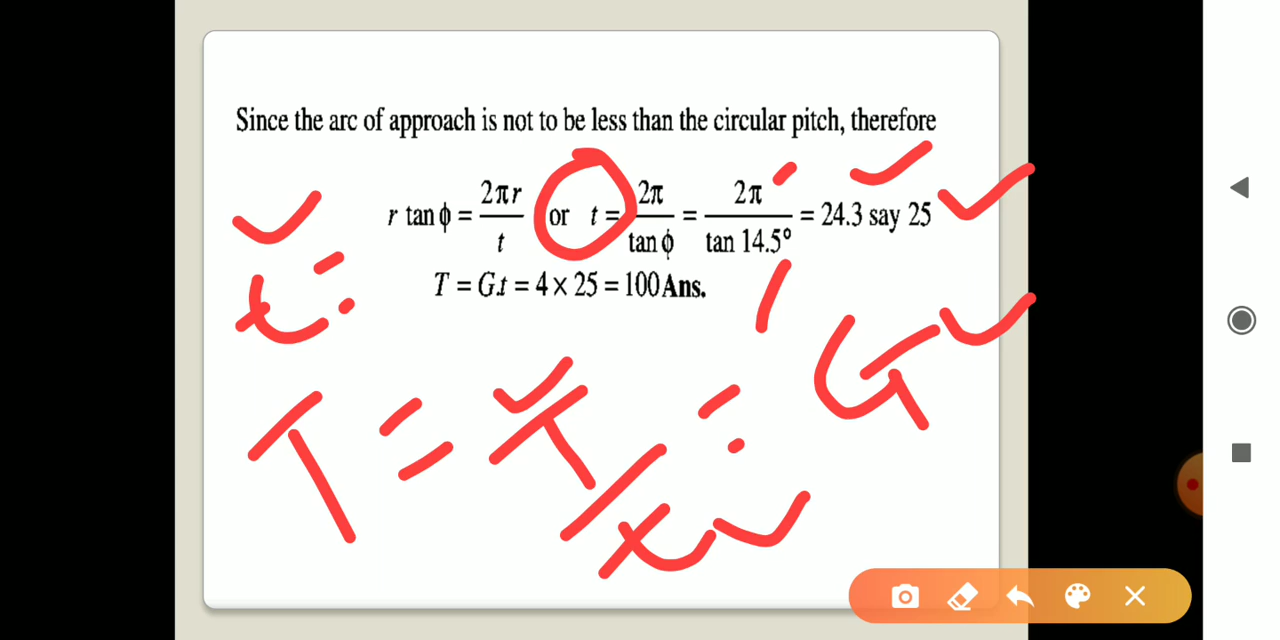 Since the arc of approach is not to be less than the circular pitch, therefore
r tan ϕ = 2πr/t or t = 2π/tan ϕ = 2π/tan 14.5° = 24.3 say 25
T = G.t = 4 × 25 = 100 Ans.
t =
T = T/t = G